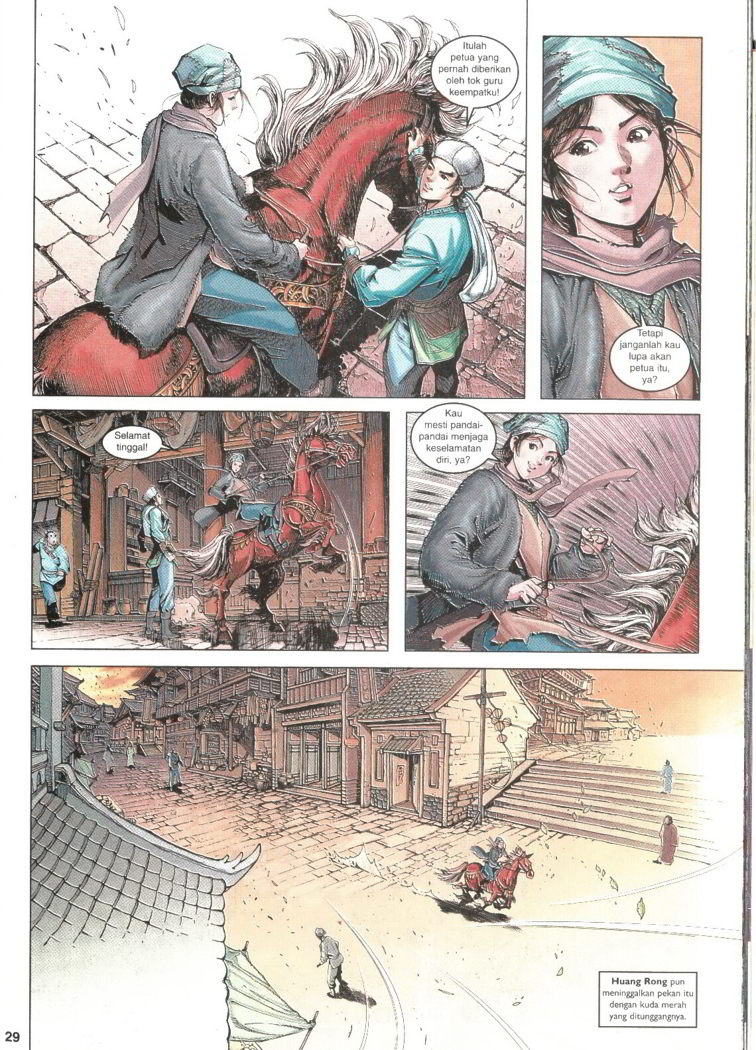 Itulah
petua yang
pernah diberikan
oleh tok guru
keempatku!
Tetapi
janganlah kau
lupa akan
petua itu,
ya?
Selamat
tinggal!
Kau
mesti pandai-
pandai menjaga
keselamatan
diri, ya?
Huang Rong pun
meninggalkan pekan itu
dengan kuda merah
yang ditunggangnya.
29